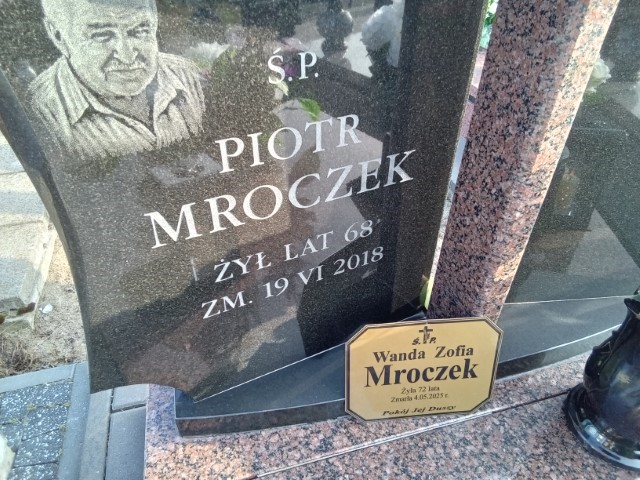 Ś.P.
PIOTR
MROCZEK
ŻYŁ LAT 68
ZM. 19 VI 2018
Ś. P.
Wanda Zofia
Mroczek
Żyła 72 lata
Zmarła 4.05.2025 r.
Pokój Jej Duszy